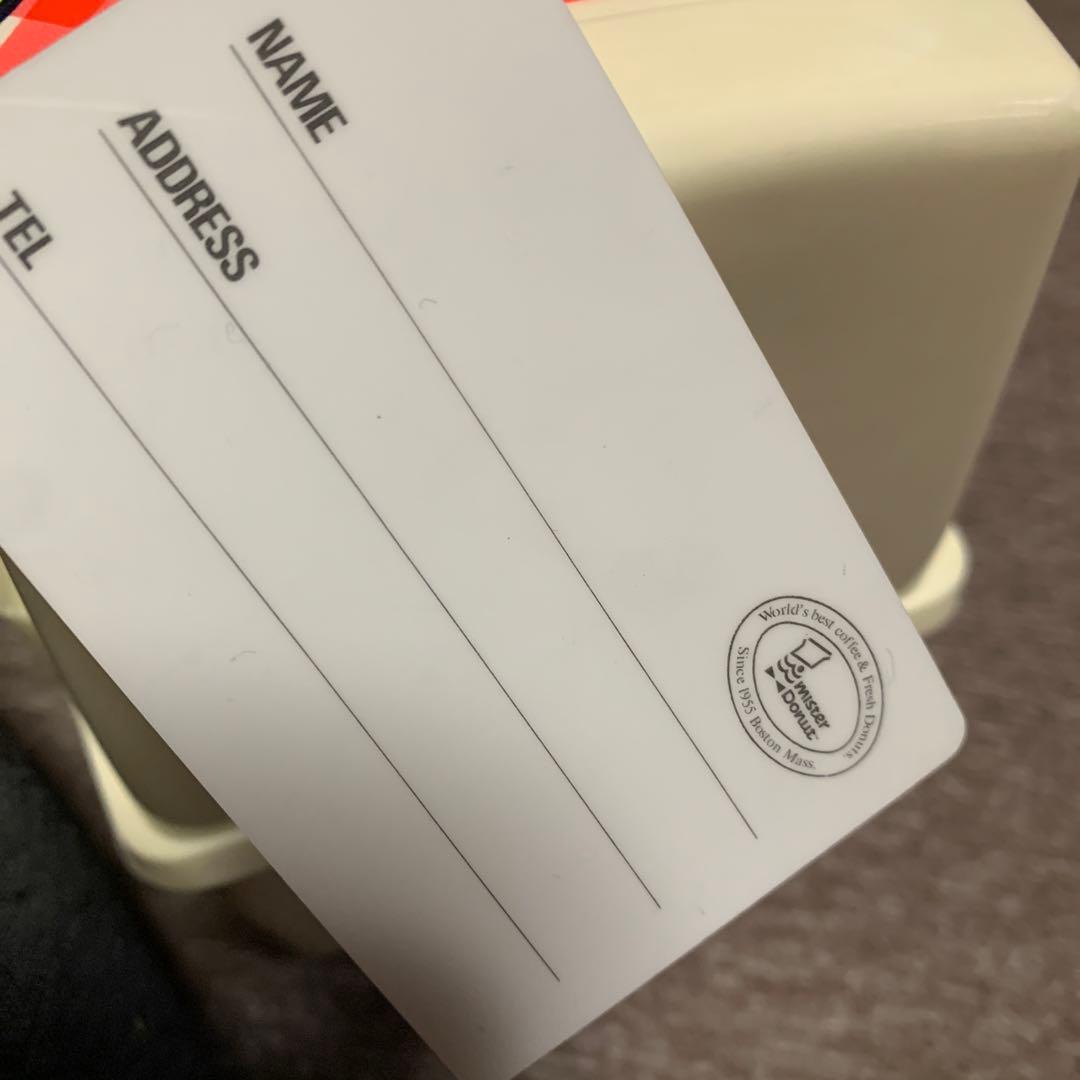 NAME
ADDRESS
TEL
World's best coffee & Fresh Donuts.
mister
Donut
Since 1955 Boston Mass.